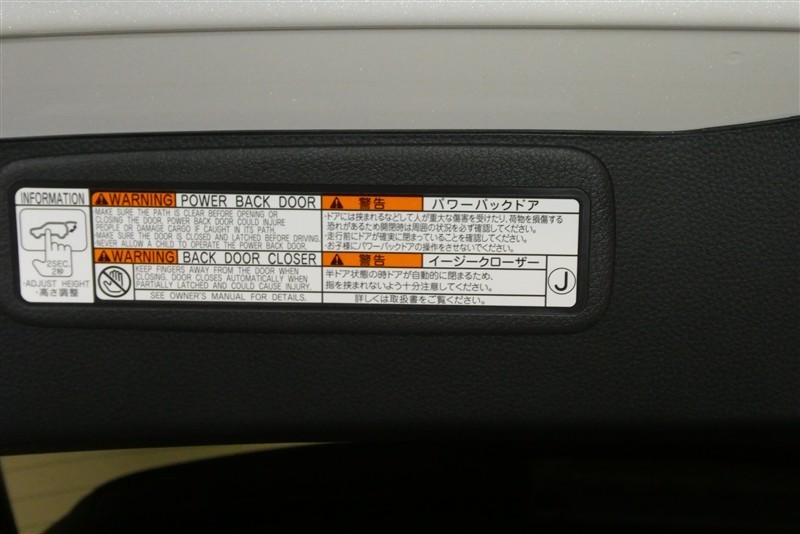 INFORMATION
2SEC.
2秒
・ADJUST HEIGHT
・高さ調整
WARNING POWER BACK DOOR
・MAKE SURE THE PATH IS CLEAR BEFORE OPENING OR
CLOSING THE DOOR. POWER BACK DOOR COULD INJURE
PEOPLE OR DAMAGE CARGO IF CAUGHT IN ITS PATH.
・MAKE SURE THE DOOR IS CLOSED AND LATCHED BEFORE DRIVING.
・NEVER ALLOW A CHILD TO OPERATE THE POWER BACK DOOR.
WARNING BACK DOOR CLOSER
KEEP FINGERS AWAY FROM THE DOOR WHEN
CLOSING. DOOR CLOSES AUTOMATICALLY WHEN
PARTIALLY LATCHED AND COULD CAUSE INJURY.
SEE OWNER'S MANUAL FOR DETAILS.
警告 パワーバックドア
・ドアには挟まれるなどして人が重大な傷害を受けたり、荷物を損傷する
恐れがあるため開閉時は周囲の状況を必ず確認してください。
・走行前にドアが確実に閉まっていることを確認してください。
・お子様にパワーバックドアの操作をさせないでください。
警告 イージークローザー
半ドア状態の時ドアが自動的に閉まるため、
指を挟まれないよう十分注意してください。
詳しくは取扱書をご覧ください。
J